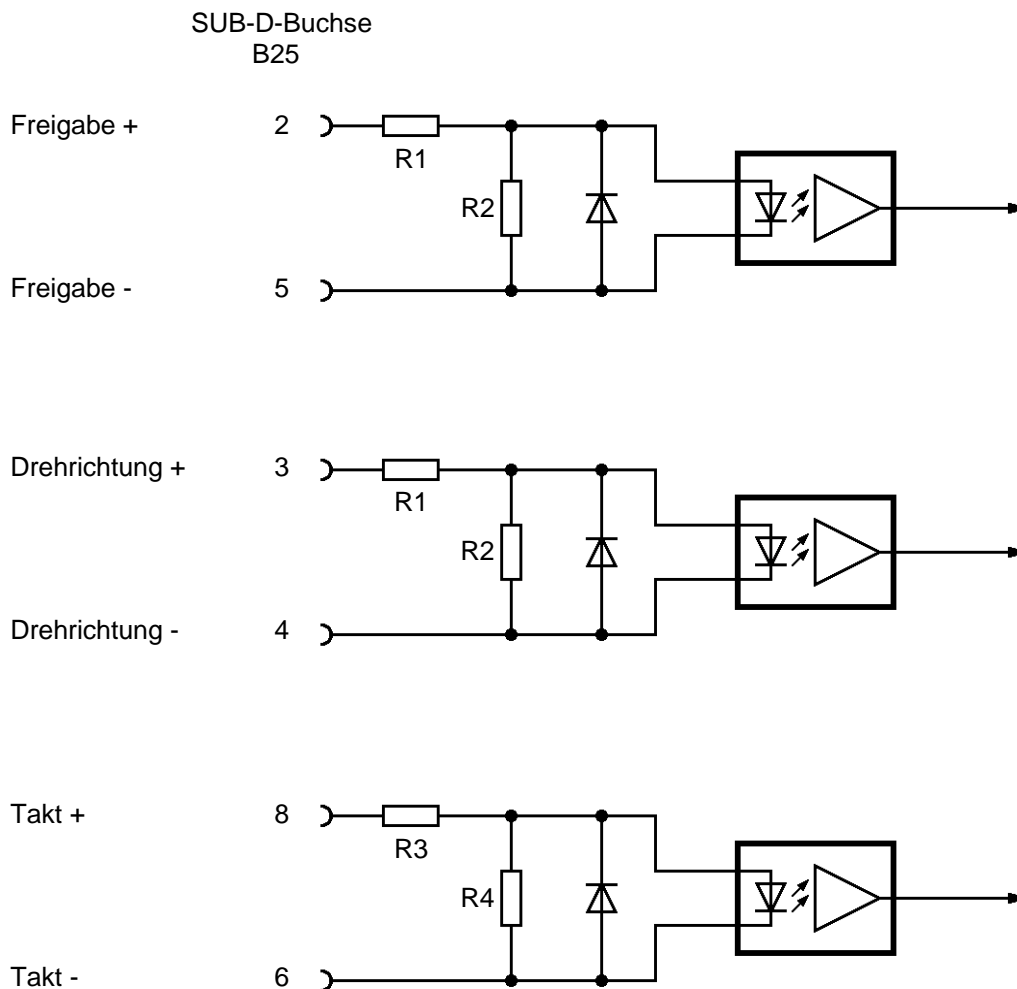 SUB-D-Buchse
B25
Freigabe + 2
R1
R2
Freigabe - 5
Drehrichtung + 3
R1
R2
Drehrichtung - 4
Takt + 8
R3
R4
Takt - 6